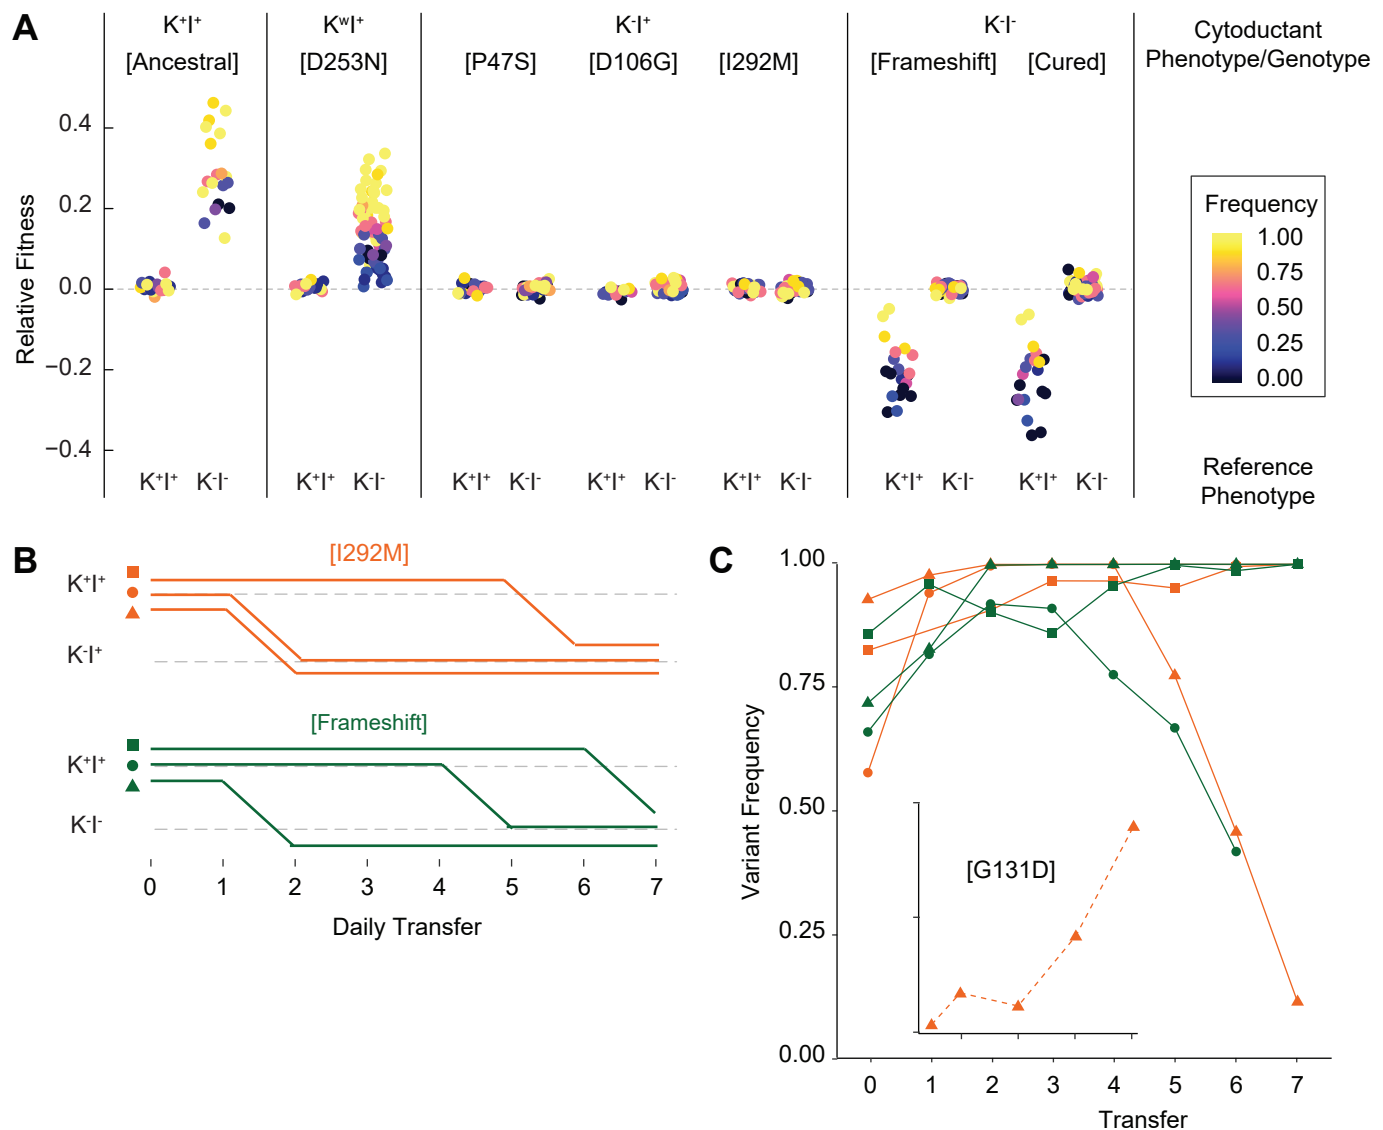 A
K⁺I⁺
KʷI⁺
K⁻I⁺
K⁻I⁻
Cytoductant
Phenotype/Genotype
[Ancestral]
[D253N]
[P47S]
[D106G]
[I292M]
[Frameshift]
[Cured]
Relative Fitness
0.4
0.2
0.0
−0.2
−0.4
Frequency
1.00
0.75
0.50
0.25
0.00
K⁺I⁺
K⁻I⁻
K⁺I⁺
K⁻I⁻
K⁺I⁺
K⁻I⁻
K⁺I⁺
K⁻I⁻
K⁺I⁺
K⁻I⁻
K⁺I⁺
K⁻I⁻
K⁺I⁺
K⁻I⁻
Reference
Phenotype
B
[I292M]
K⁺I⁺
K⁻I⁺
[Frameshift]
K⁺I⁺
K⁻I⁻
0 1 2 3 4 5 6 7
Daily Transfer
C
Variant Frequency
1.00
0.75
0.50
0.25
0.00
[G131D]
0 1 2 3 4 5 6 7
Transfer